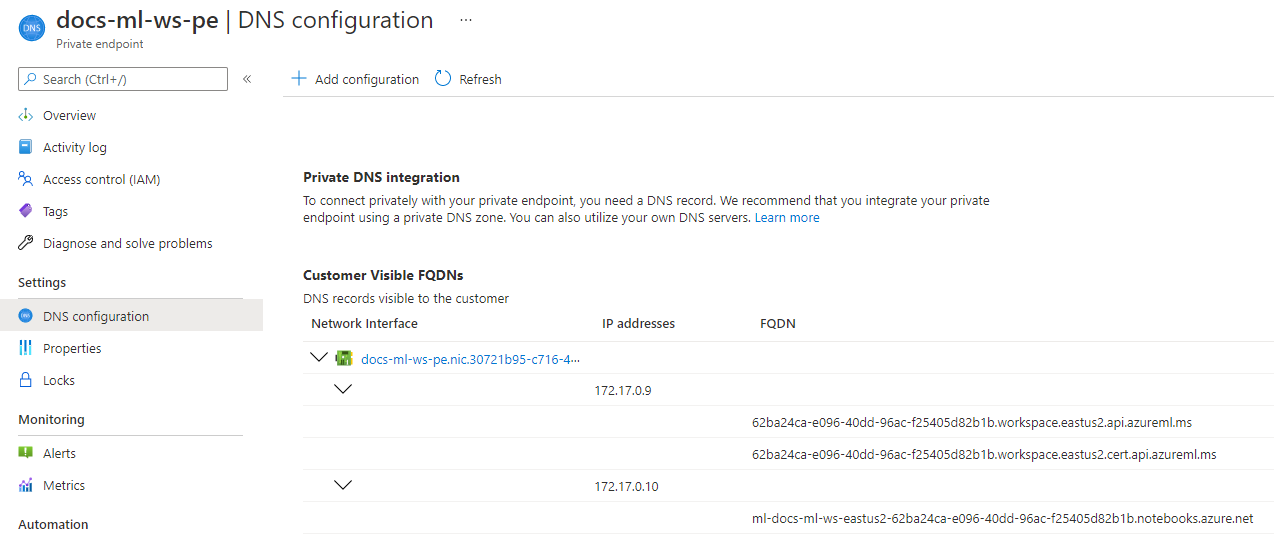 DNS
docs-ml-ws-pe | DNS configuration ...
Private endpoint
Search (Ctrl+/)
«
Add configuration
Refresh
Overview
Activity log
Access control (IAM)
Tags
Diagnose and solve problems
Settings
DNS configuration
Properties
Locks
Monitoring
Alerts
Metrics
Automation
Private DNS integration
To connect privately with your private endpoint, you need a DNS record. We recommend that you integrate your private
endpoint using a private DNS zone. You can also utilize your own DNS servers. Learn more
Customer Visible FQDNs
DNS records visible to the customer
Network Interface IP addresses FQDN
docs-ml-ws-pe.nic.30721b95-c716-4...
172.17.0.9
62ba24ca-e096-40dd-96ac-f25405d82b1b.workspace.eastus2.api.azureml.ms
62ba24ca-e096-40dd-96ac-f25405d82b1b.workspace.eastus2.cert.api.azureml.ms
172.17.0.10
ml-docs-ml-ws-eastus2-62ba24ca-e096-40dd-96ac-f25405d82b1b.notebooks.azure.net